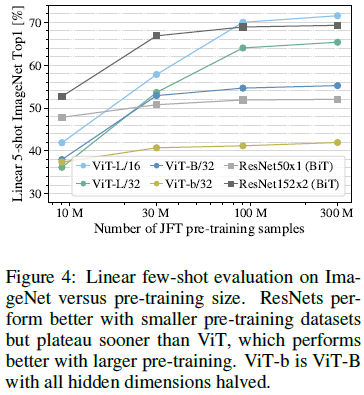 Linear 5-shot ImageNet Top1 [%]
70
60
50
40
30
ViT-L/16
ViT-B/32
ResNet50x1 (BiT)
ViT-L/32
ViT-b/32
ResNet152x2 (BiT)
10 M
30 M
100 M
300 M
Number of JFT pre-training samples
Figure 4: Linear few-shot evaluation on Ima-
geNet versus pre-training size. ResNets per-
form better with smaller pre-training datasets
but plateau sooner than ViT, which performs
better with larger pre-training. ViT-b is ViT-B
with all hidden dimensions halved.